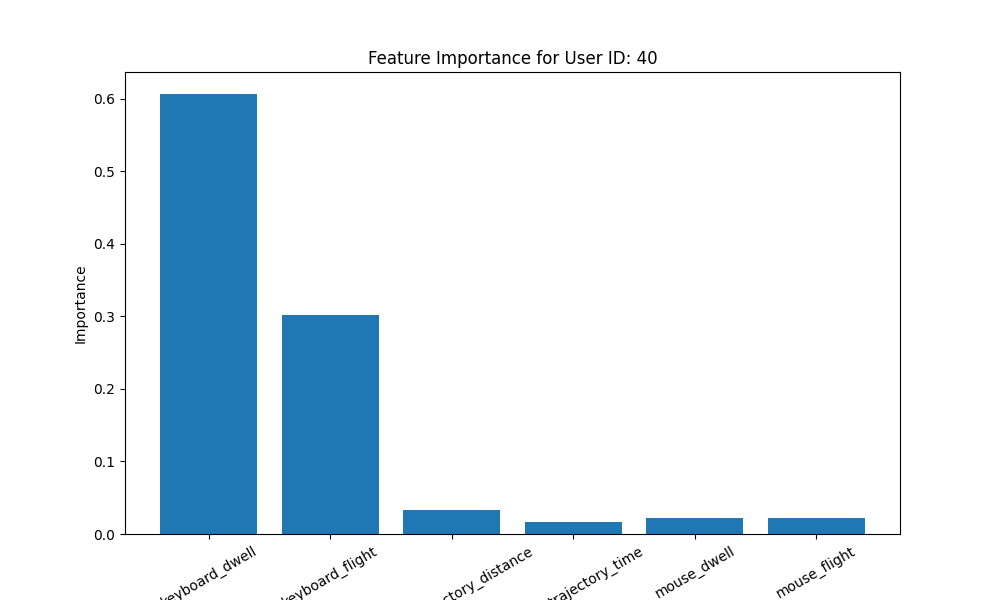 Feature Importance for User ID: 40
0.6
0.5
0.4
0.3
0.2
0.1
0.0
Importance
keyboard_dwell
keyboard_flight
ctory_distance
trajectory_time
mouse_dwell
mouse_flight